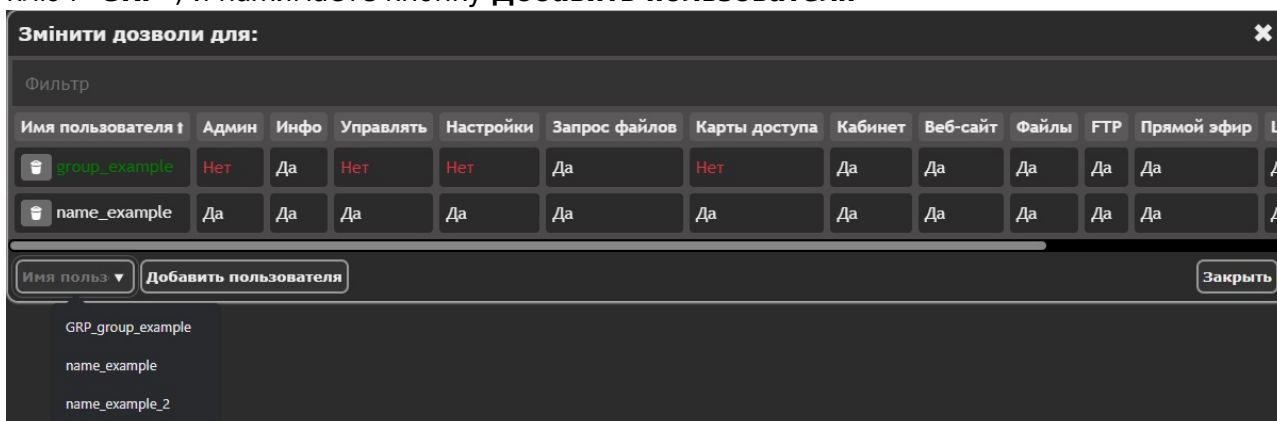 Змінити дозволи для: ✖
Фильтр
Имя пользователя Админ Инфо Управлять Настройки Запрос файлов Карты доступа Кабинет Веб-сайт Файлы FTP Прямой эфир
group_example Нет Да Нет Нет Да Нет Да Да Да Да Да
name_example Да Да Да Да Да Да Да Да Да Да Да
Имя польз ▼ Добавить пользователя Закрыть
GRP_group_example
name_example
name_example_2